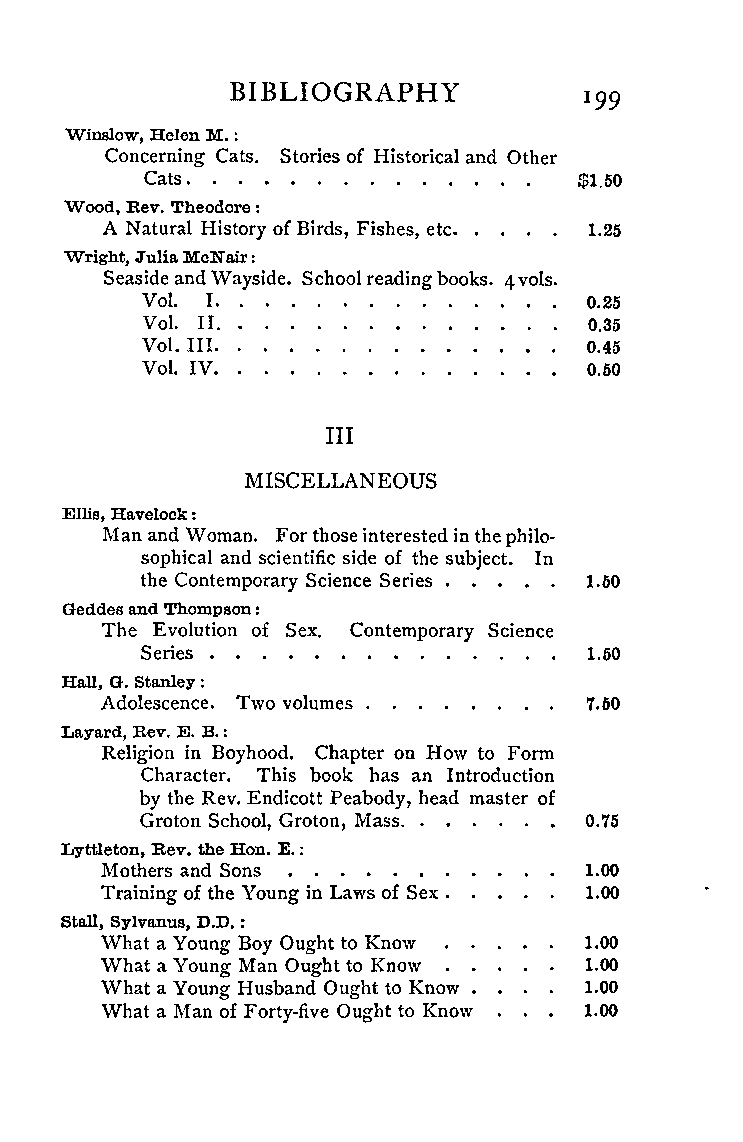 BIBLIOGRAPHY 199
Winslow, Helen M. :
Concerning Cats. Stories of Historical and Other
Cats. . . . . . . . . . . . . . $1.50
Wood, Rev. Theodore :
A Natural History of Birds, Fishes, etc. . . . . 1.25
Wright, Julia McNair :
Seaside and Wayside. School reading books. 4 vols.
Vol. I. . . . . . . . . . . . . . 0.25
Vol. II. . . . . . . . . . . . . . 0.35
Vol. III. . . . . . . . . . . . . . 0.45
Vol. IV. . . . . . . . . . . . . . 0.50
III
MISCELLANEOUS
Ellis, Havelock :
Man and Woman. For those interested in the philo-
sophical and scientific side of the subject. In
the Contemporary Science Series . . . . . 1.50
Geddes and Thompson :
The Evolution of Sex. Contemporary Science
Series . . . . . . . . . . . . . . 1.50
Hall, G. Stanley :
Adolescence. Two volumes . . . . . . . . 7.50
Layard, Rev. E. B. :
Religion in Boyhood. Chapter on How to Form
Character. This book has an Introduction
by the Rev. Endicott Peabody, head master of
Groton School, Groton, Mass. . . . . . . 0.75
Lyttleton, Rev. the Hon. E. :
Mothers and Sons . . . . . . . . . . . 1.00
Training of the Young in Laws of Sex . . . . . 1.00
Stall, Sylvanus, D.D. :
What a Young Boy Ought to Know . . . . . 1.00
What a Young Man Ought to Know . . . . . 1.00
What a Young Husband Ought to Know . . . . 1.00
What a Man of Forty-five Ought to Know . . . 1.00